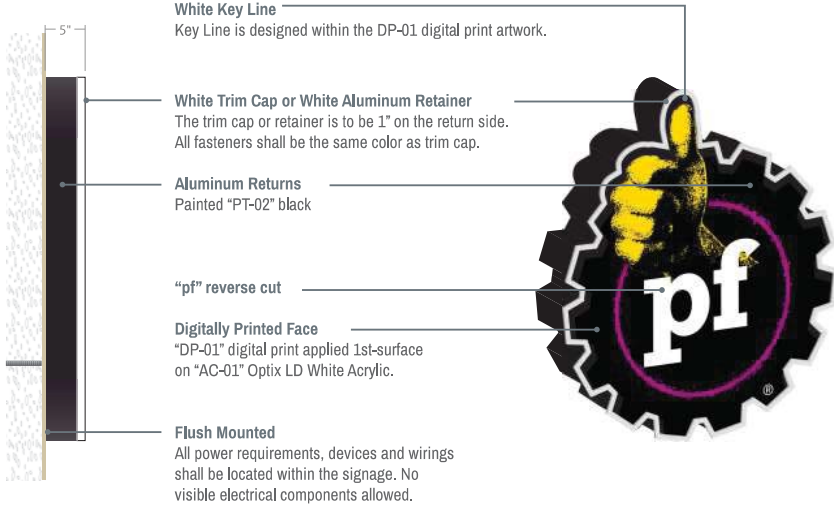 White Key Line
Key Line is designed within the DP-01 digital print artwork.
5"
White Trim Cap or White Aluminum Retainer
The trim cap or retainer is to be 1” on the return side.
All fasteners shall be the same color as trim cap.
Aluminum Returns
Painted “PT-02” black
“pf” reverse cut
Digitally Printed Face
“DP-01” digital print applied 1st-surface
on “AC-01” Optix LD White Acrylic.
Flush Mounted
All power requirements, devices and wirings
shall be located within the signage. No
visible electrical components allowed.
pf
®